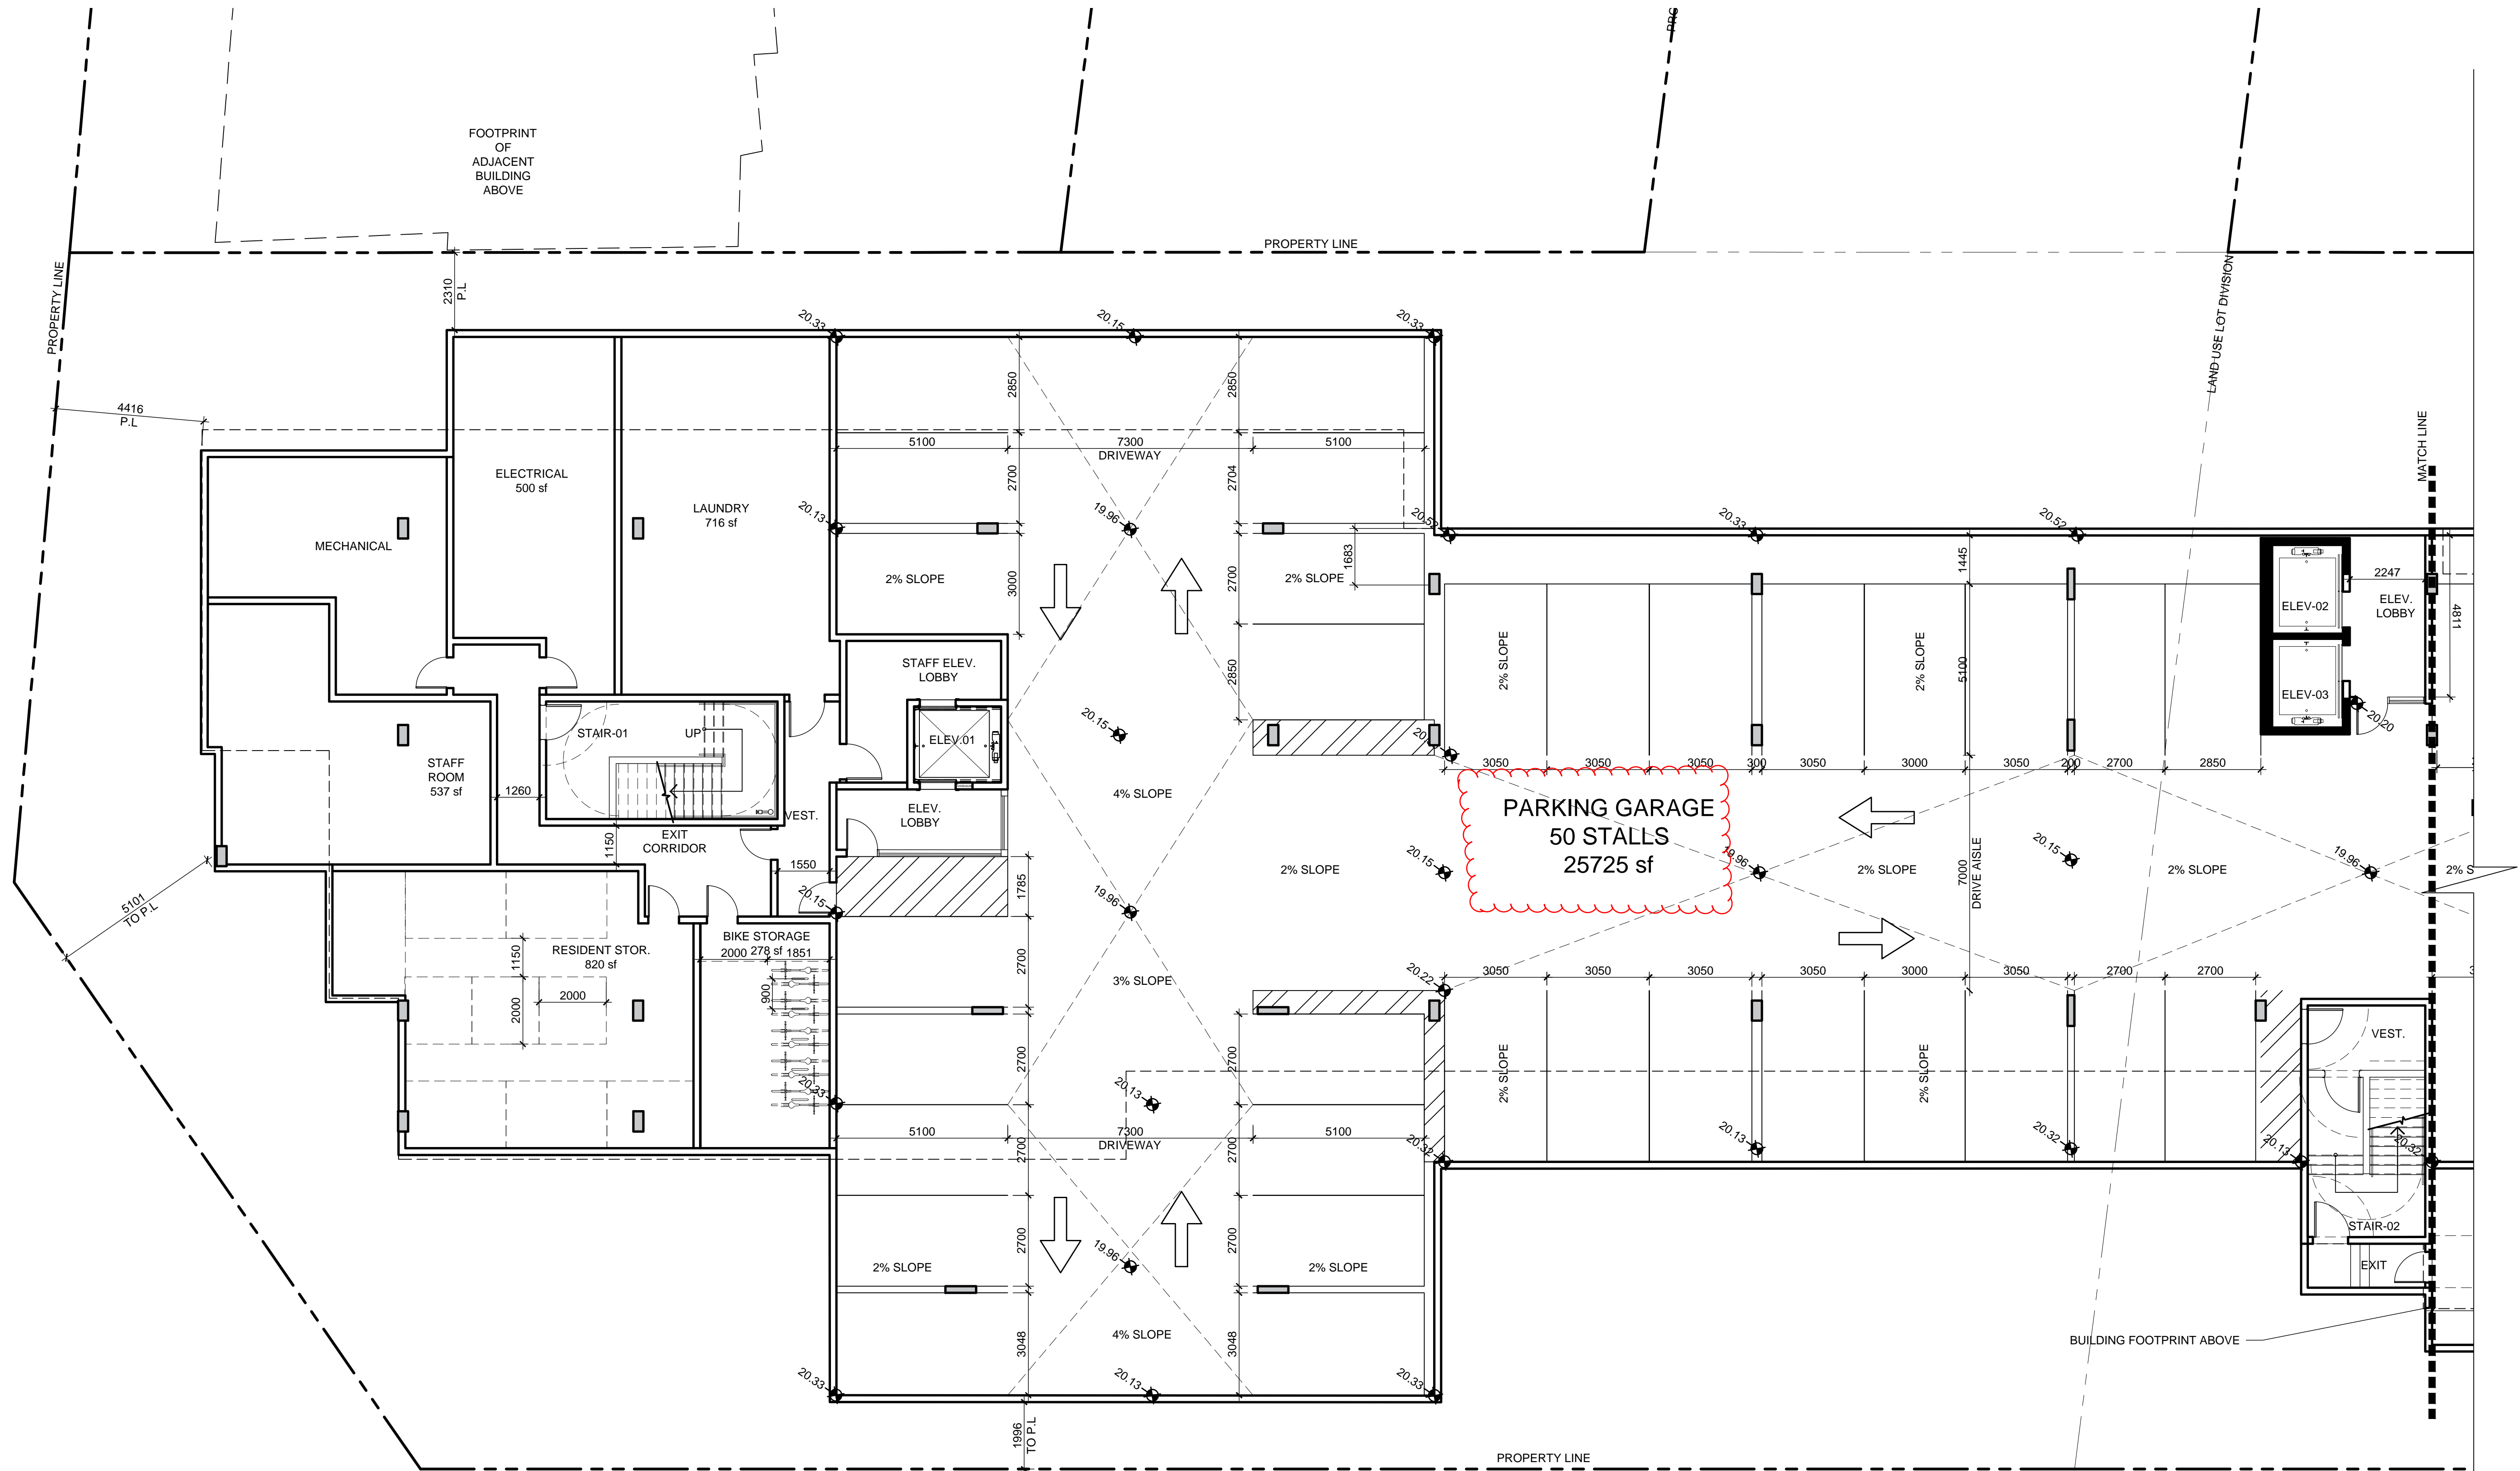 PRO
FOOTPRINT
OF
ADJACENT
BUILDING
ABOVE
PROPERTY LINE
PROPERTY LINE
2310
P.L
LAND USE LOT DIVISION
20.33
20.15
20.33
4416
P.L
2850
2850
MATCH LINE
5100
7300
5100
DRIVEWAY
ELECTRICAL
500 sf
2700
2704
LAUNDRY
716 sf
20.13
19.96
20.52
20.33
20.52
MECHANICAL
1683
1445
2% SLOPE
3000
2% SLOPE
2700
2247
ELEV-02
ELEV.
LOBBY
4811
2% SLOPE
2% SLOPE
5100
STAFF ELEV.
LOBBY
2850
ELEV-03
20.20
STAIR-01
UP
20.15
ELEV.01
STAFF
ROOM
537 sf
1260
3050
3050
3050
300
3050
3000
3050
200
2700
2850
4% SLOPE
PARKING GARAGE
50 STALLS
25725 sf
ELEV.
LOBBY
VEST.
EXIT
CORRIDOR
1150
1550
20.15
2% SLOPE
20.15
19.96
2% SLOPE
7000
DRIVE AISLE
20.15
2% SLOPE
19.96
2% S
1785
5101
TO P.L
19.96
BIKE STORAGE
278 sf
2000
1851
RESIDENT STOR.
820 sf
1150
2000
2000
900
2700
3% SLOPE
20.22
3050
3050
3050
3050
3000
3050
2700
2700
2700
2700
VEST.
2% SLOPE
2% SLOPE
20.33
20.13
5100
7300
5100
DRIVEWAY
2700
2700
20.32
20.13
20.32
20.13
20.32
2700
2700
STAIR-02
19.96
2% SLOPE
2% SLOPE
EXIT
3048
4% SLOPE
3048
BUILDING FOOTPRINT ABOVE
20.33
20.13
20.33
1996
TO P.L
PROPERTY LINE